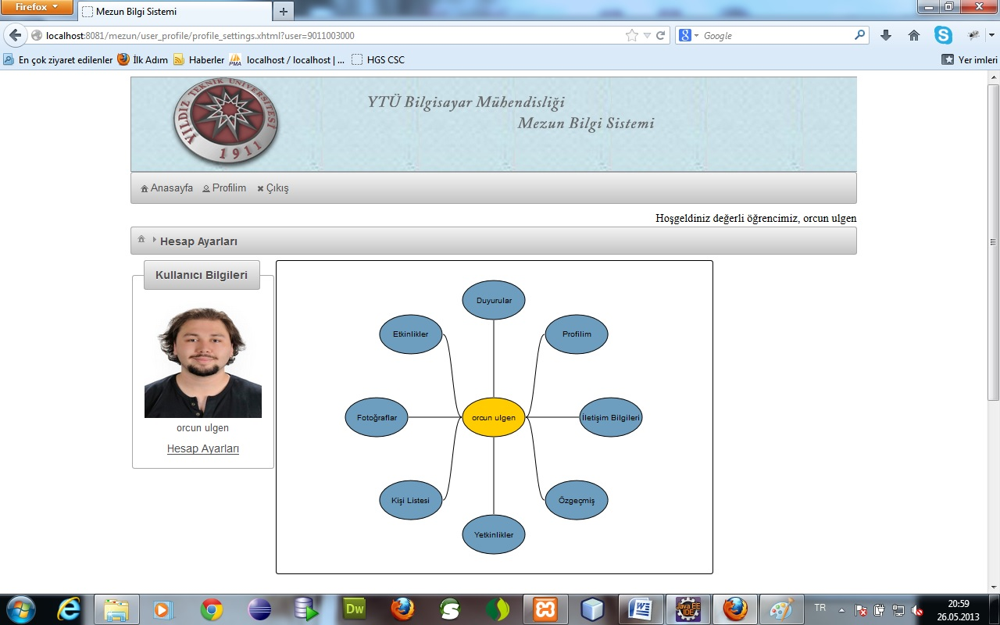 Firefox
Mezun Bilgi Sistemi
localhost:8081/mezun/user_profile/profile_settings.xhtml?user=9011003000
Google
En çok ziyaret edilenler
İlk Adım
Haberler
PMA
localhost / localhost | ...
HGS CSC
Yer imleri
YILDIZ TEKNİK ÜNİVERSİTESİ
1911
YTÜ Bilgisayar Mühendisliği
Mezun Bilgi Sistemi
Anasayfa
Profilim
Çıkış
Hoşgeldiniz değerli öğrencimiz, orcun ulgen
Hesap Ayarları
Kullanıcı Bilgileri
orcun ulgen
Hesap Ayarları
Duyurular
Etkinlikler
Profilim
Fotoğraflar
orcun ulgen
İletişim Bilgileri
Kişi Listesi
Özgeçmiş
Yetkinlikler
Dw
Java EE
IDE
TR
20:59
26.05.2013